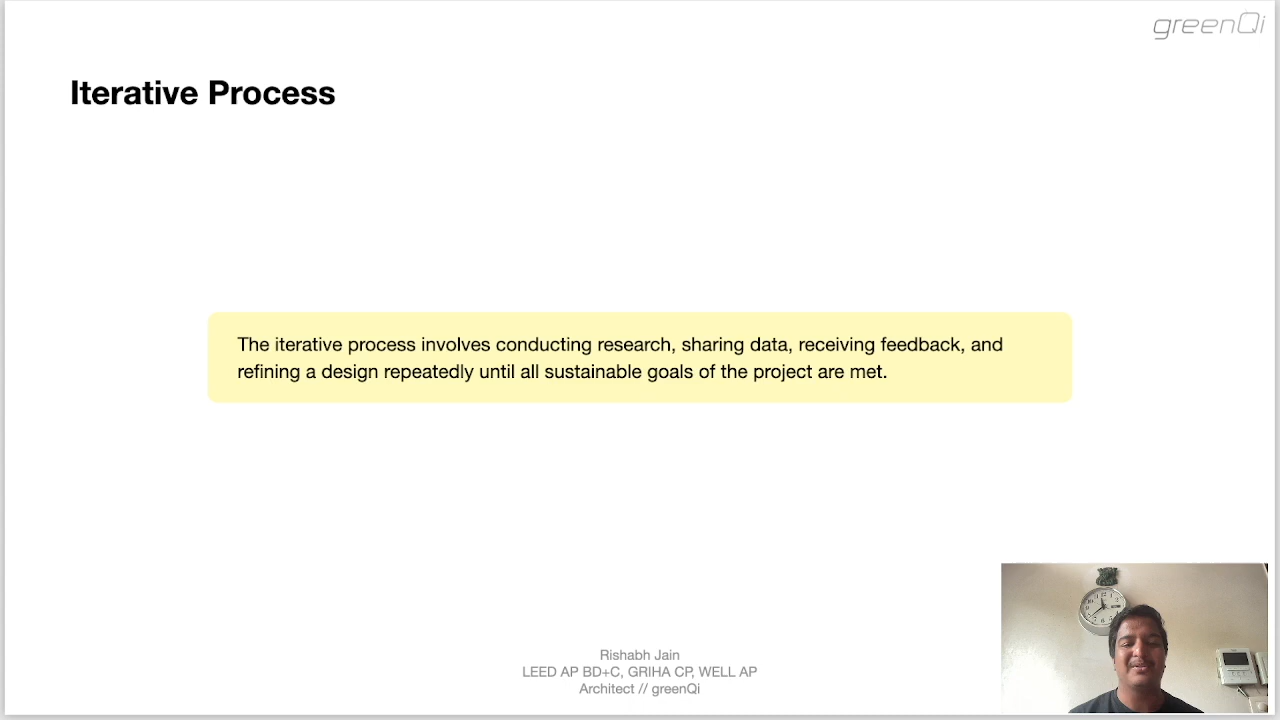 greenQi
Iterative Process
The iterative process involves conducting research, sharing data, receiving feedback, and
refining a design repeatedly until all sustainable goals of the project are met.
Rishabh Jain
LEED AP BD+C, GRIHA CP, WELL AP
Architect // greenQi